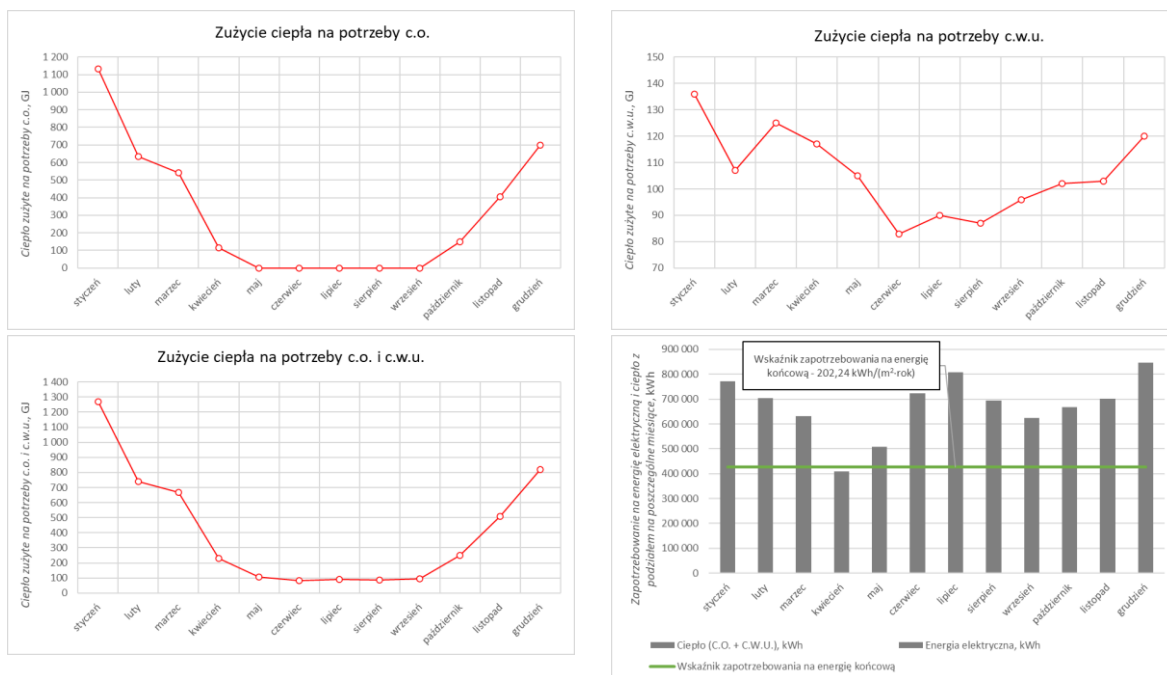 Zużycie ciepła na potrzeby c.o.
Ciepło zużyte na potrzeby c.o., GJ
1 200
1 100
1 000
900
800
700
600
500
400
300
200
100
0
styczeń
luty
marzec
kwiecień
maj
czerwiec
lipiec
sierpień
wrzesień
październik
listopad
grudzień
Zużycie ciepła na potrzeby c.w.u.
Ciepło zużyte na potrzeby c.w.u., GJ
150
140
130
120
110
100
90
80
70
styczeń
luty
marzec
kwiecień
maj
czerwiec
lipiec
sierpień
wrzesień
październik
listopad
grudzień
Zużycie ciepła na potrzeby c.o. i c.w.u.
Ciepło zużyte na potrzeby c.o. i c.w.u., GJ
1 400
1 300
1 200
1 100
1 000
900
800
700
600
500
400
300
200
100
0
styczeń
luty
marzec
kwiecień
maj
czerwiec
lipiec
sierpień
wrzesień
październik
listopad
grudzień
Zapotrzebowanie na energię elektryczną i ciepło z
podziałem na poszczególne miesiące, kWh
900 000
800 000
700 000
600 000
500 000
400 000
300 000
200 000
100 000
0
Wskaźnik zapotrzebowania na energię
końcową - 202,24 kWh/(m²·rok)
styczeń
luty
marzec
kwiecień
maj
czerwiec
lipiec
sierpień
wrzesień
październik
listopad
grudzień
Ciepło (C.O. + C.W.U.), kWh
Energia elektryczna, kWh
Wskaźnik zapotrzebowania na energię końcową